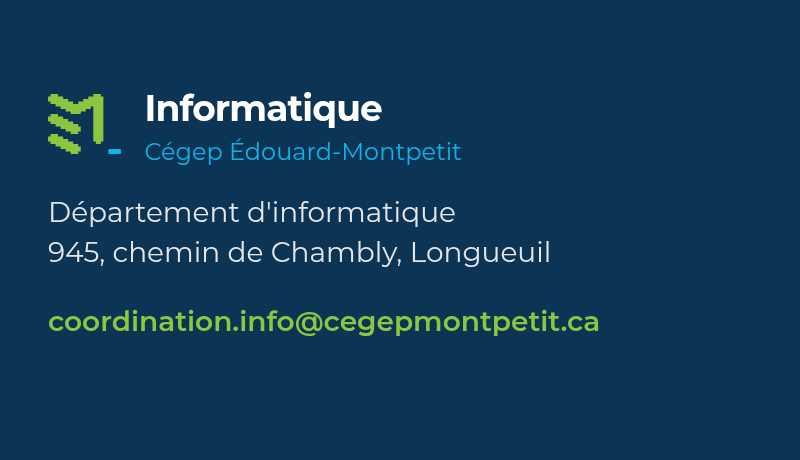 Informatique
Cégep Édouard-Montpetit
Département d'informatique
945, chemin de Chambly, Longueuil
coordination.info@cegepmontpetit.ca